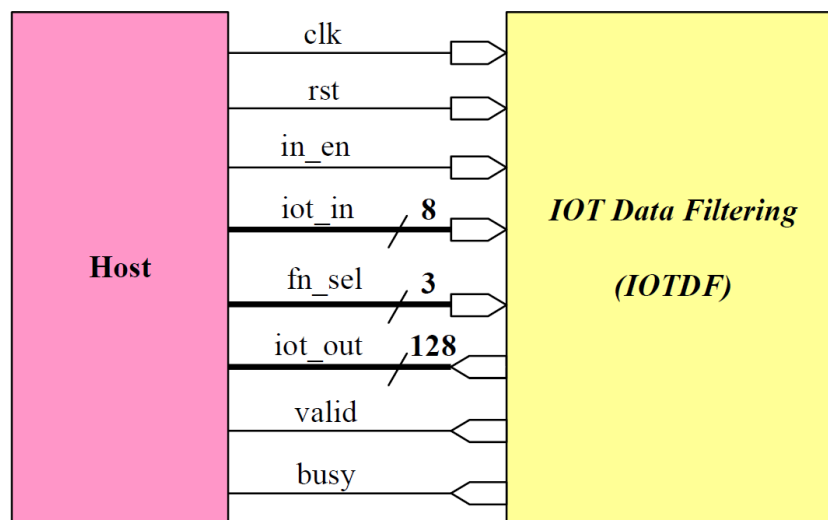 clk
rst
in_en
iot_in 8
fn_sel 3
iot_out 128
valid
busy
Host
IOT Data Filtering
(IOTDF)